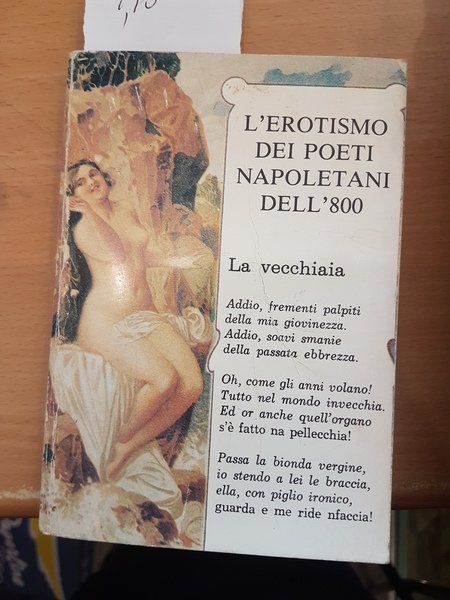 L'EROTISMO
DEI POETI
NAPOLETANI
DELL'800
La vecchiaia
Addio, frementi palpiti
della mia giovinezza.
Addio, soavi smanie
della passata ebbrezza.
Oh, come gli anni volano!
Tutto nel mondo invecchia.
Ed or anche quell'organo
s'è fatto na pellecchia!
Passa la bionda vergine,
io stendo a lei le braccia,
ella, con piglio ironico,
guarda e me ride nfaccia!